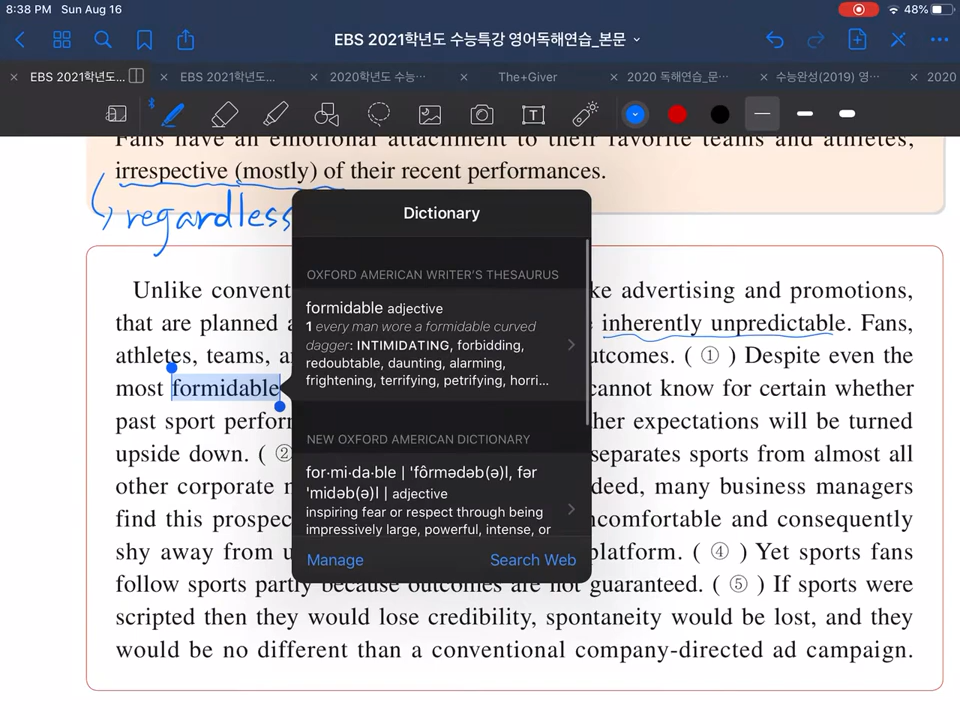 8:38 PM Sun Aug 16
48%
EBS 2021학년도 수능특강 영어독해연습_본문
EBS 2021학년도...
EBS 2021학년도...
2020학년도 수능...
The+Giver
2020 독해연습_문...
수능완성(2019) 영...
2020
T
Fans have an emotional attachment to their favorite teams and athletes,
irrespective (mostly) of their recent performances.
regardless
Dictionary
OXFORD AMERICAN WRITER'S THESAURUS
formidable adjective
1 every man wore a formidable curved
dagger: INTIMIDATING, forbidding,
redoubtable, daunting, alarming,
frightening, terrifying, petrifying, horri...
NEW OXFORD AMERICAN DICTIONARY
for·mi·da·ble | ˈfôrmədəb(ə)l, fər
ˈmidəb(ə)l | adjective
inspiring fear or respect through being
impressively large, powerful, intense, or
Manage Search Web
Unlike convent ke advertising and promotions,
that are planned a inherently unpredictable. Fans,
athletes, teams, a utcomes. ( ① ) Despite even the
most formidable cannot know for certain whether
past sport perform her expectations will be turned
upside down. ( ② separates sports from almost all
other corporate m deed, many business managers
find this prospec ncomfortable and consequently
shy away from u platform. ( ④ ) Yet sports fans
follow sports partly because outcomes are not guaranteed. ( ⑤ ) If sports were
scripted then they would lose credibility, spontaneity would be lost, and they
would be no different than a conventional company-directed ad campaign.